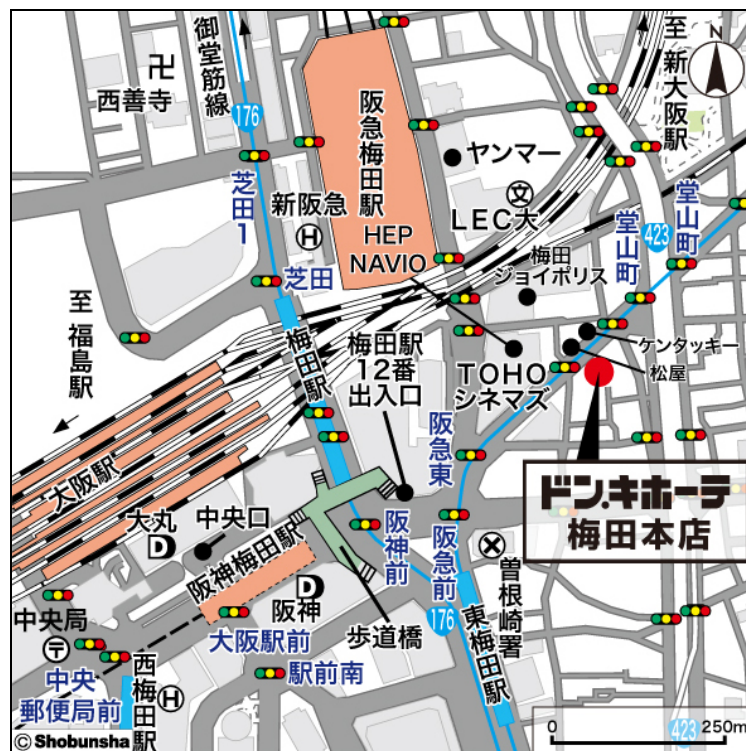 御堂筋線
卍
西善寺
176
阪急梅田駅
ヤンマー
文
LEC大
至 新大阪駅
N
芝田1
新阪急
H
芝田
HEP
NAVIO
梅田
ジョイポリス
堂山町
423
堂山町
至 福島駅
梅田駅
梅田駅
12番
出入口
TOHO
シネマズ
ケンタッキー
松屋
大阪駅
阪急東
ドン.キホーテ
梅田本店
大丸
D
中央口
阪神梅田駅
D
阪神
阪神前
阪急前
曽根崎署
176
東梅田駅
歩道橋
大阪駅前
駅前南
中央局
〒
中央
郵便局前
西梅田駅
H
© Shobunsha
0
250m
423